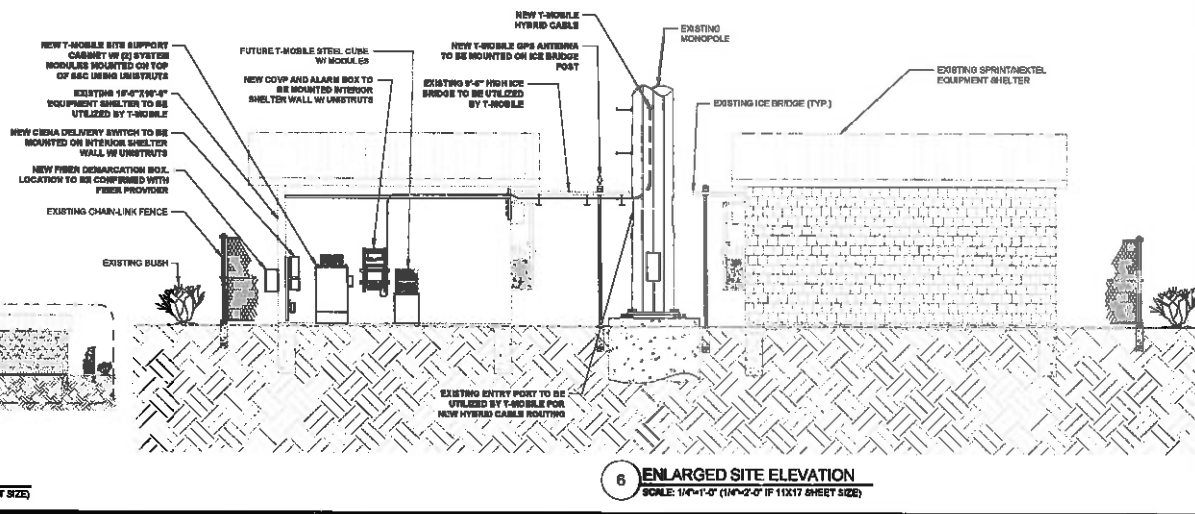 NEW T-MOBILE SITE SUPPORT
CABINET W/ (2) SYSTEM
MODULES MOUNTED ON TOP
OF SSC USING UNISTRUTS
EQUIPMENT SHELTER TO BE
UTILIZED BY T-MOBILE
NEW CIENA DELIVERY SWITCH TO BE
MOUNTED ON INTERIOR SHELTER
WALL W/ UNISTRUTS
NEW FIBER DEMARCATION BOX.
LOCATION TO BE CONFIRMED WITH
FIBER PROVIDER
EXISTING CHAIN-LINK FENCE
EXISTING BUSH
FUTURE T-MOBILE STEEL CUBE
W/ MODULES
NEW COVP AND ALARM BOX TO
BE MOUNTED INTERIOR
SHELTER WALL W/ UNISTRUTS
NEW T-MOBILE
HYBRID CABLE
NEW T-MOBILE GPS ANTENNA
TO BE MOUNTED ON ICE BRIDGE
POST
EXISTING 9'-6" HIGH ICE
BRIDGE TO BE UTILIZED
BY T-MOBILE
EXISTING
MONOPOLE
EXISTING ICE BRIDGE (TYP.)
EXISTING SPRINT/NEXTEL
EQUIPMENT SHELTER
EXISTING ENTRY PORT TO BE
UTILIZED BY T-MOBILE FOR
NEW HYBRID CABLE ROUTING
6 ENLARGED SITE ELEVATION
SCALE: 1/4"=1'-0" (1/4"=2'-0" IF 11X17 SHEET SIZE)
T SIZE)